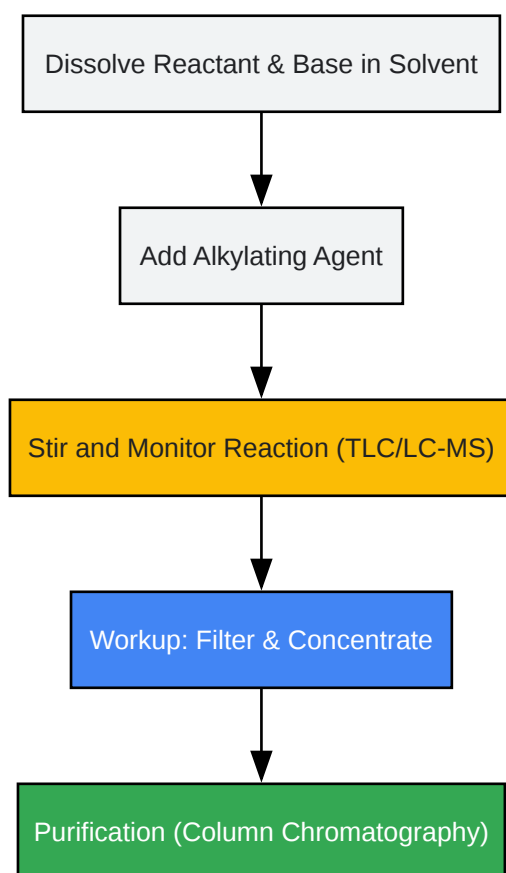 Dissolve Reactant & Base in Solvent
Add Alkylating Agent
Stir and Monitor Reaction (TLC/LC-MS)
Workup: Filter & Concentrate
Purification (Column Chromatography)